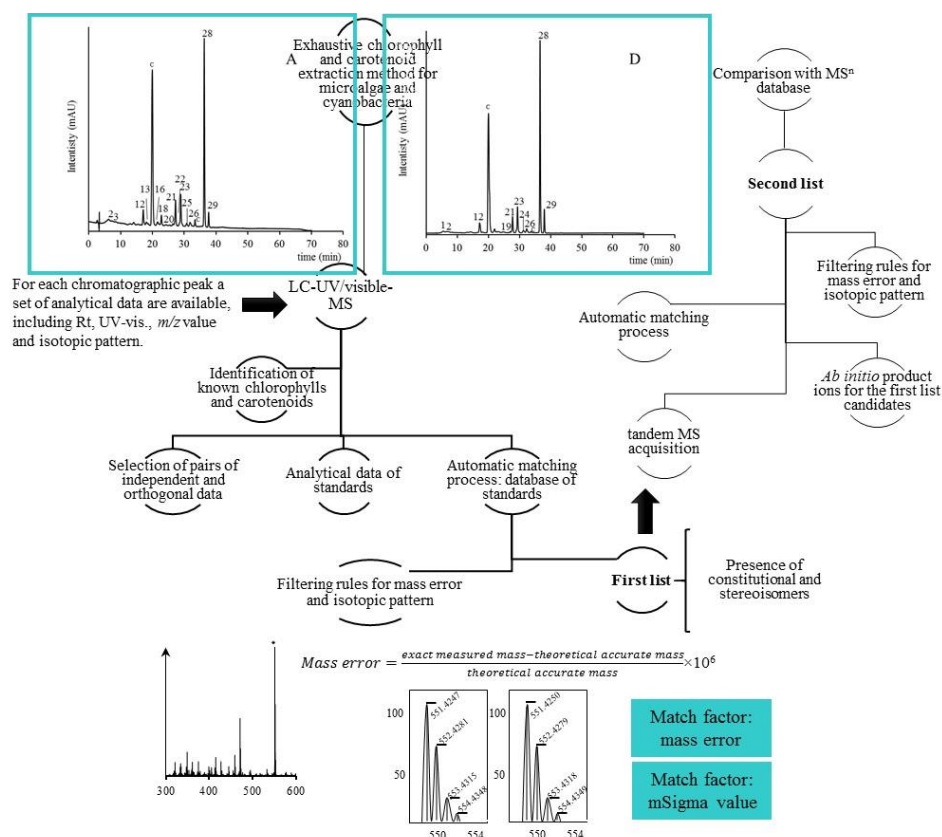 28
A
c
13
16
22
23
12
18
21
25
26
20
c
29
23
Intentisty (mAU)
0 10 20 30 40 50 60 70 80
time (min)
Exhaustive chlorophyll
and carotenoid
extraction method for
microalgae and
cyanobacteria
28
D
c
23
21
24
12
12
19
26
29
Intentisty (mAU)
0 10 20 30 40 50 60 70 80
time (min)
Comparison with MSⁿ
database
Second list
Filtering rules for
mass error and
isotopic pattern
Automatic matching
process
Ab initio product
ions for the first list
candidates
tandem MS
acquisition
For each chromatographic peak a
set of analytical data are available,
including Rt, UV-vis., m/z value
and isotopic pattern.
LC-UV/visible-
MS
Identification of
known chlorophylls
and carotenoids
Selection of pairs of
independent and
orthogonal data
Analytical data of
standards
Automatic matching
process: database of
standards
Filtering rules for mass error
and isotopic pattern
First list
Presence of
constitutional and
stereoisomers
Mass error = exact measured mass−theoretical accurate mass
theoretical accurate mass
×10⁶
*
300 400 500 600
100
50
551.4247
552.4281
553.4315
554.4348
550 554
100
50
551.4250
552.4279
553.4318
554.4349
550 554
Match factor:
mass error
Match factor:
mSigma value